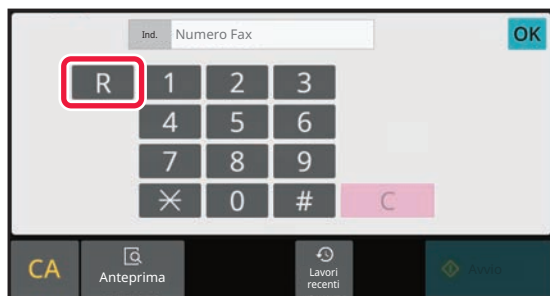 Ind. Numero Fax OK
R 1 2 3
4 5 6
7 8 9
* 0 # C
CA Anteprima Lavori recenti Avvio